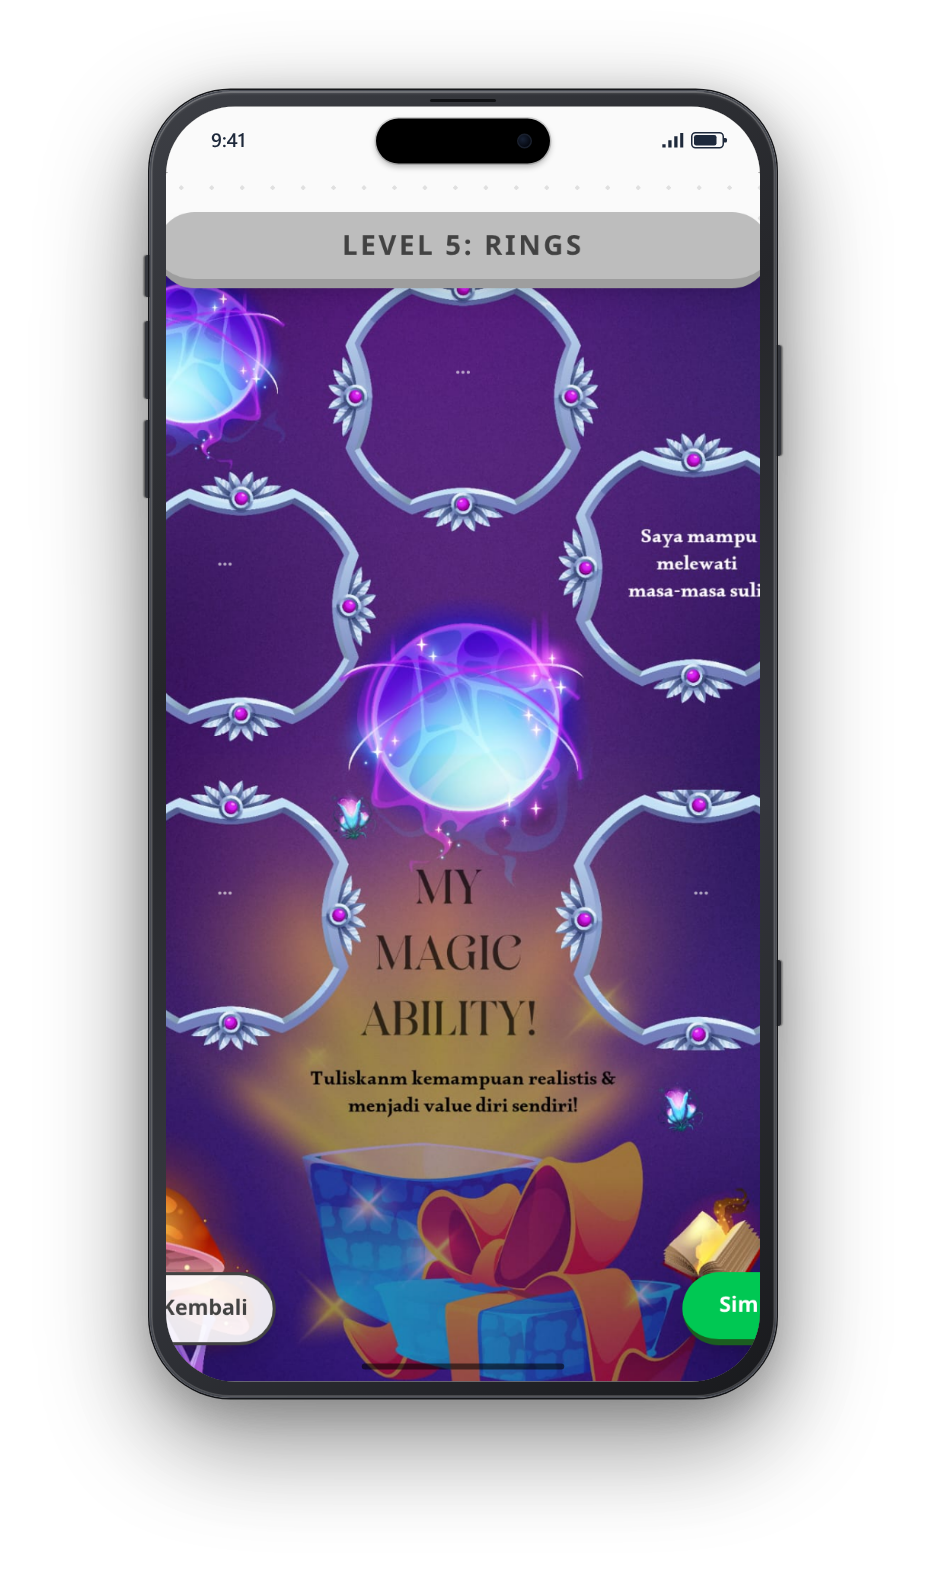 9:41
LEVEL 5: RINGS
...
...
Saya mampu
melewati
masa-masa suli
...
...
MY
MAGIC
ABILITY!
Tuliskanm kemampuan realistis &
menjadi value diri sendiri!
Kembali
Sim